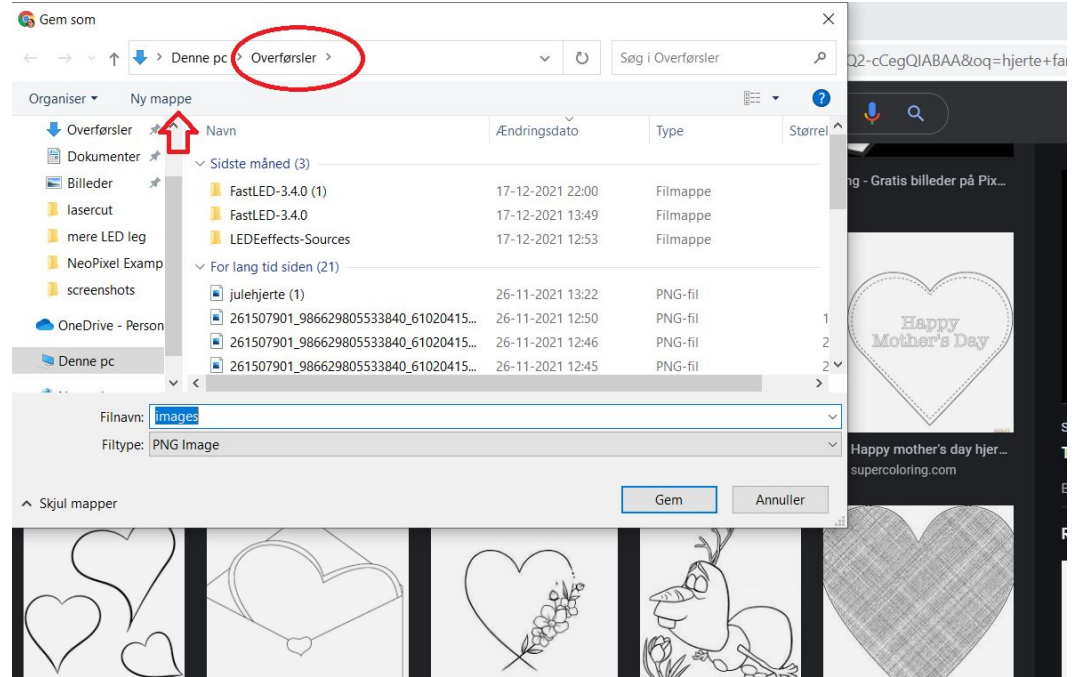 Gem som
Denne pc
Overførsler
Søg i Overførsler
Q2-cCegQIABAA&oq=hjerte+far
Organiser
Ny mappe
?
Overførsler
Dokumenter
Billeder
lasercut
mere LED leg
NeoPixel Examp
screenshots
OneDrive - Person
Denne pc
Navn Ændringsdato Type Størrel
Sidste måned (3)
FastLED-3.4.0 (1) 17-12-2021 22:00 Filmappe
FastLED-3.4.0 17-12-2021 13:49 Filmappe
LEDEeffects-Sources 17-12-2021 12:53 Filmappe
For lang tid siden (21)
julehjerte (1) 26-11-2021 13:22 PNG-fil
261507901_986629805533840_61020415... 26-11-2021 12:50 PNG-fil 1
261507901_986629805533840_61020415... 26-11-2021 12:46 PNG-fil 2
261507901_986629805533840_61020415... 26-11-2021 12:45 PNG-fil 2
Filnavn: images
Filtype: PNG Image
Skjul mapper
Gem
Annuller
ng - Gratis billeder på Pix...
Happy
Mother's Day
Happy mother's day hjer...
supercoloring.com